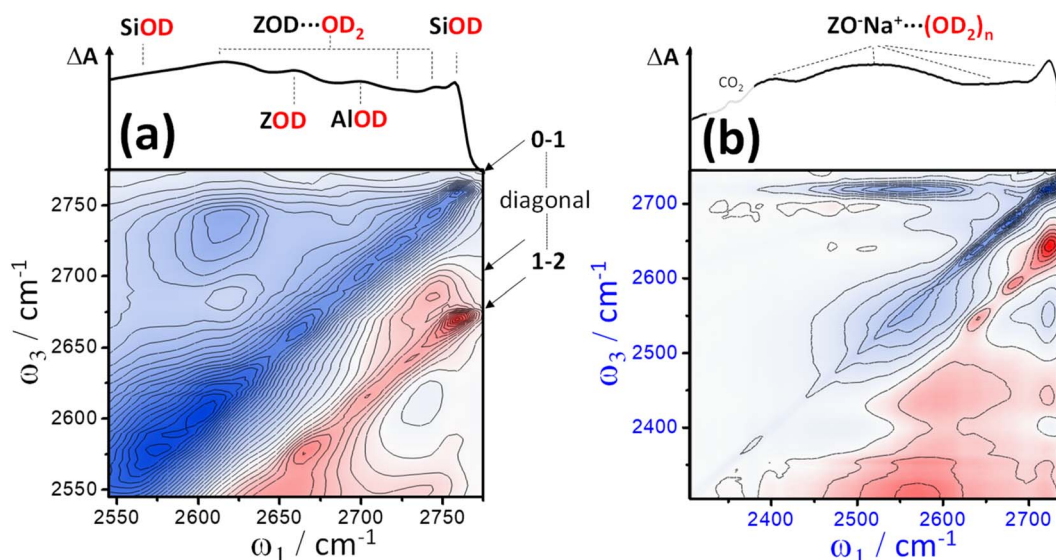 SiOD ZOD···OD₂ SiOD
ΔA
ZOD AlOD
(a)
0-1
diagonal
1-2
2750
2700
2650
2600
2550
ω₃ / cm⁻¹
2550 2600 2650 2700 2750
ω₁ / cm⁻¹
ZO⁻Na⁺···(OD₂)ₙ
ΔA
CO₂
(b)
2700
2600
2500
2400
ω₃ / cm⁻¹
2400 2500 2600 2700
ω₁ / cm⁻¹